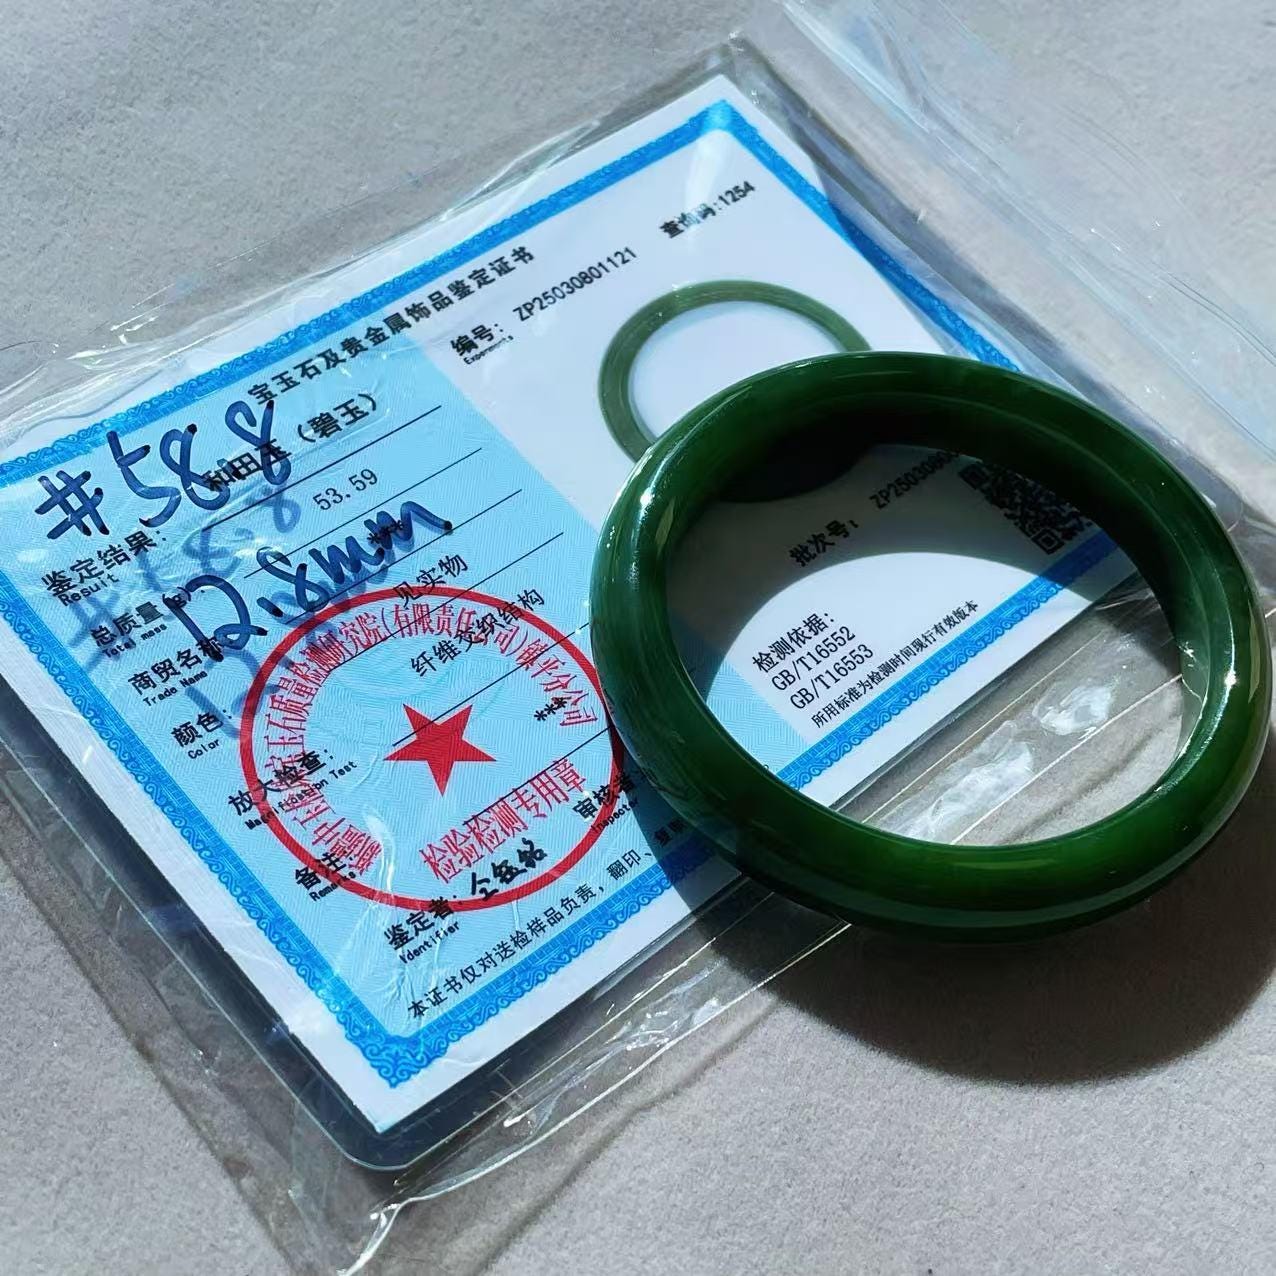 宝玉石及贵金属饰品鉴定证书
编号: ZP25030801121
Experments
查询码:1254
#58.8
12.8mm
鉴定结果: 和田玉（碧玉）
Result
总质量 53.59
Total mass
商贸名称 ***
Trade Name
颜色: 见实物
Color
放大检查: 纤维交织结构
Magnification Test
备注: ***
Remarks
鉴定者:
Identifier
审核者
Inspector
检验检测专用章
批次号: ZP250308
检测依据:
GB/T16552
GB/T16553
所用标准为检测时间现行有效版本
本证书仅对送检样品负责，翻印、